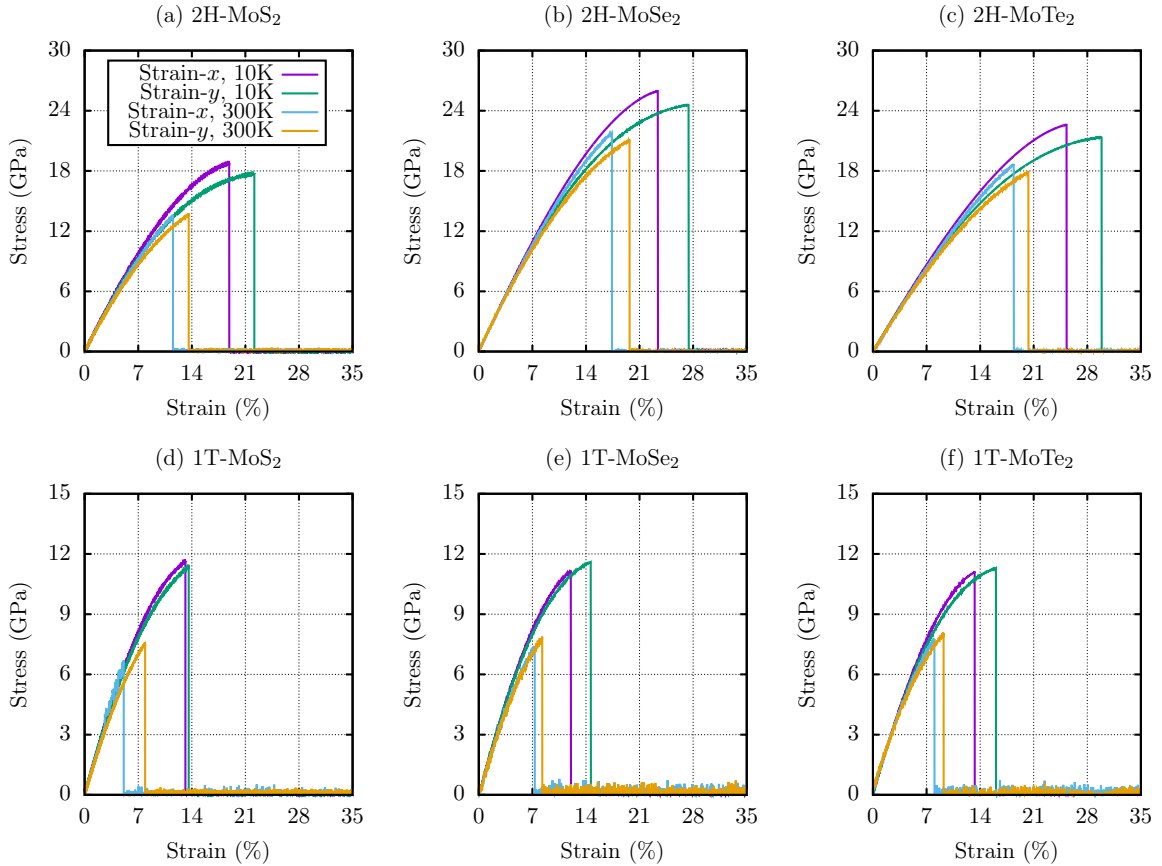 (a) 2H-MoS₂
(b) 2H-MoSe₂
(c) 2H-MoTe₂
Stress (GPa)
30
24
18
12
6
0
Strain-x, 10K
Strain-y, 10K
Strain-x, 300K
Strain-y, 300K
0 7 14 21 28 35
Strain (%)
Stress (GPa)
30
24
18
12
6
0
0 7 14 21 28 35
Strain (%)
Stress (GPa)
30
24
18
12
6
0
0 7 14 21 28 35
Strain (%)
(d) 1T-MoS₂
(e) 1T-MoSe₂
(f) 1T-MoTe₂
Stress (GPa)
15
12
9
6
3
0
0 7 14 21 28 35
Strain (%)
Stress (GPa)
15
12
9
6
3
0
0 7 14 21 28 35
Strain (%)
Stress (GPa)
15
12
9
6
3
0
0 7 14 21 28 35
Strain (%)